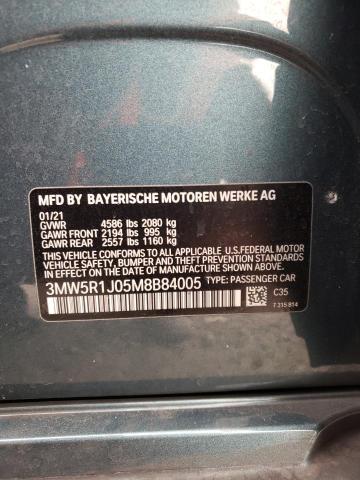 MFD BY BAYERISCHE MOTOREN WERKE AG
01/21
GVWR 4586 lbs 2080 kg
GAWR FRONT 2194 lbs 995 kg
GAWR REAR 2557 lbs 1160 kg
THIS VEHICLE CONFORMS TO ALL APPLICABLE U.S.FEDERAL MOTOR
VEHICLE SAFETY, BUMPER, AND THEFT PREVENTION
STANDARDS IN EFFECT ON THE DATE OF MANUFACTURE SHOWN ABOVE.
3MW5R1J05M8B84005 TYPE: PASSENGER CAR
C35
7 315 814